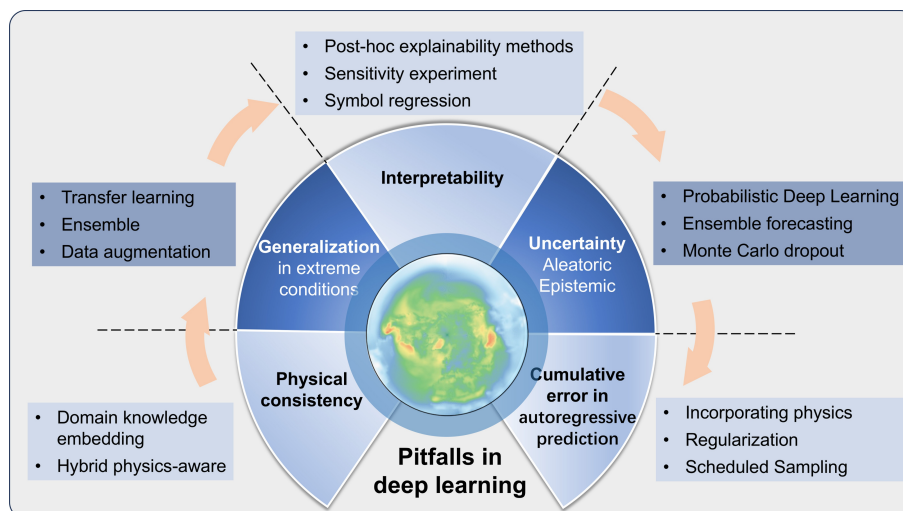 • Post-hoc explainability methods
• Sensitivity experiment
• Symbol regression
Interpretability
• Transfer learning
• Ensemble
• Data augmentation
Generalization
in extreme
conditions
Uncertainty
Aleatoric
Epistemic
• Probabilistic Deep Learning
• Ensemble forecasting
• Monte Carlo dropout
Physical
consistency
Cumulative
error in
autoregressive
prediction
• Domain knowledge
embedding
• Hybrid physics-aware
Pitfalls in
deep learning
• Incorporating physics
• Regularization
• Scheduled Sampling